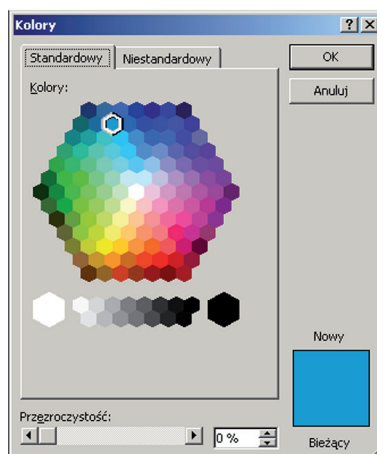 Kolory
Standardowy
Niestandardowy
OK
Anuluj
Kolory:
Nowy
Przezroczystość:
0 %
Bieżący